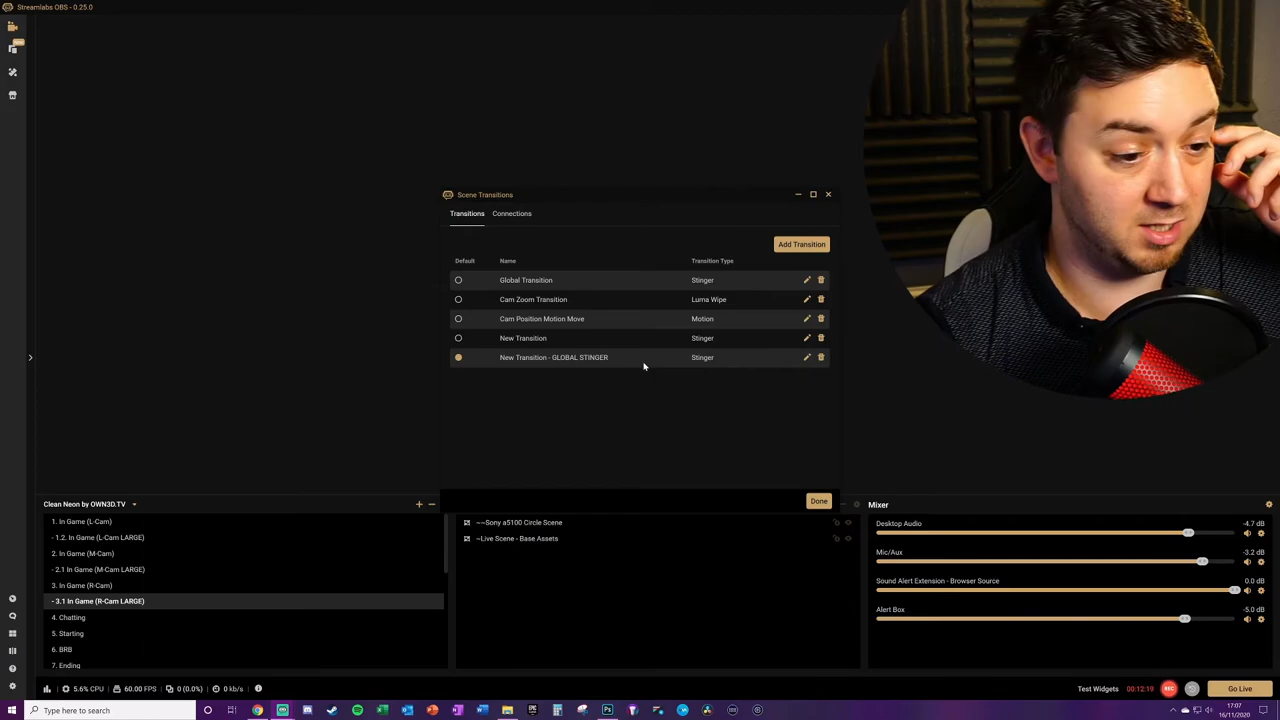 Streamlabs OBS - 0.25.0
Scene Transitions
Transitions Connections
Add Transition
Default Name Transition Type
Global Transition Stinger
Cam Zoom Transition Luma Wipe
Cam Position Motion Move Motion
New Transition Stinger
New Transition - GLOBAL STINGER Stinger
Done
Clean Neon by OWN3D.TV
1. In Game (L-Cam)
- 1.2. In Game (L-Cam LARGE)
2. In Game (M-Cam)
- 2.1 In Game (M-Cam LARGE)
3. In Game (R-Cam)
- 3.1 In Game (R-Cam LARGE)
4. Chatting
5. Starting
6. BRB
7. Ending
~~Sony a5100 Circle Scene
~Live Scene - Base Assets
Mixer
Desktop Audio -4.7 dB
Mic/Aux -3.2 dB
Sound Alert Extension - Browser Source 0.0 dB
Alert Box -5.0 dB
5.6% CPU 60.00 FPS 0 (0.0%) 0 kb/s
Test Widgets 00:12:19 REC Go Live
Type here to search
17:07
16/11/2020